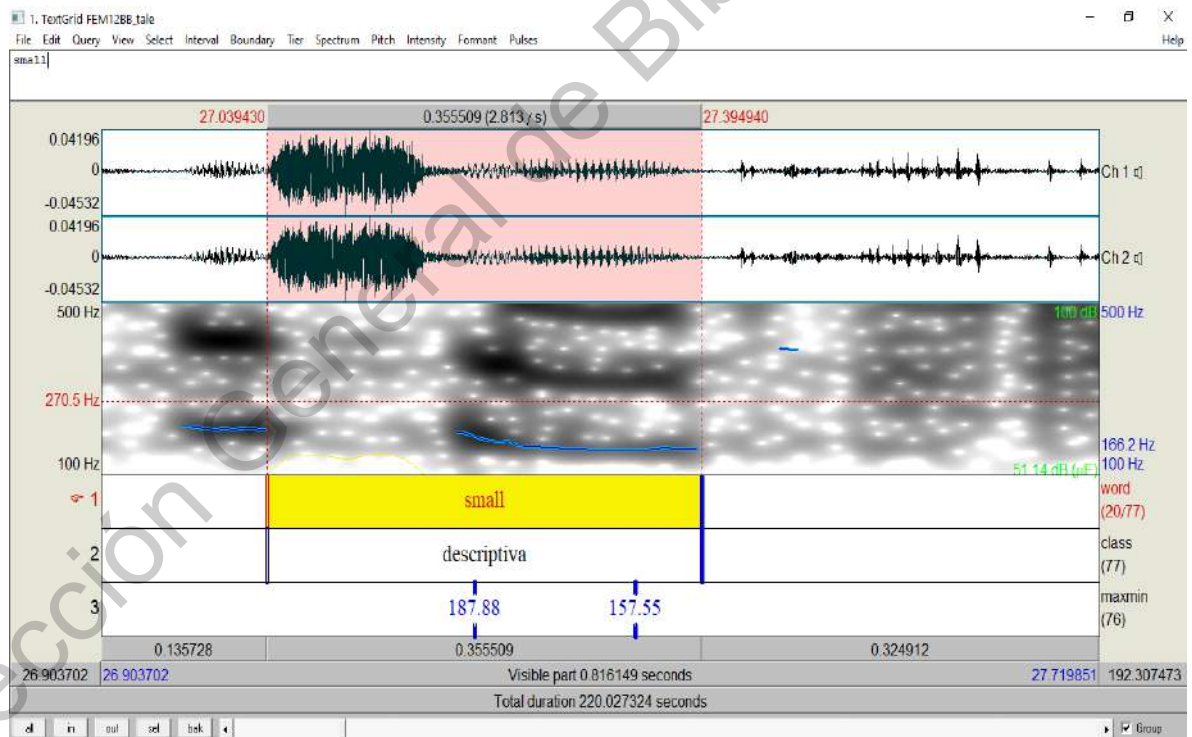 1. TextGrid FEM12BB_tale
File Edit Query View Select Interval Boundary Tier Spectrum Pitch Intensity Formant Pulses Help
small
27.039430 0.355509 (2.813 / s) 27.394940
0.04196
0
-0.04532
Ch 1
0.04196
0
-0.04532
Ch 2
500 Hz 100 dB 500 Hz
270.5 Hz
166.2 Hz
100 Hz 51.14 dB (µE) 100 Hz
1 small word
(20/77)
2 descriptiva class
(77)
3 187.88 157.55 maxmin
(76)
0.135728 0.355509 0.324912
26.903702 26.903702 Visible part 0.816149 seconds 27.719851 192.307473
Total duration 220.027324 seconds
all in out sel bak Group
ección General de Bi